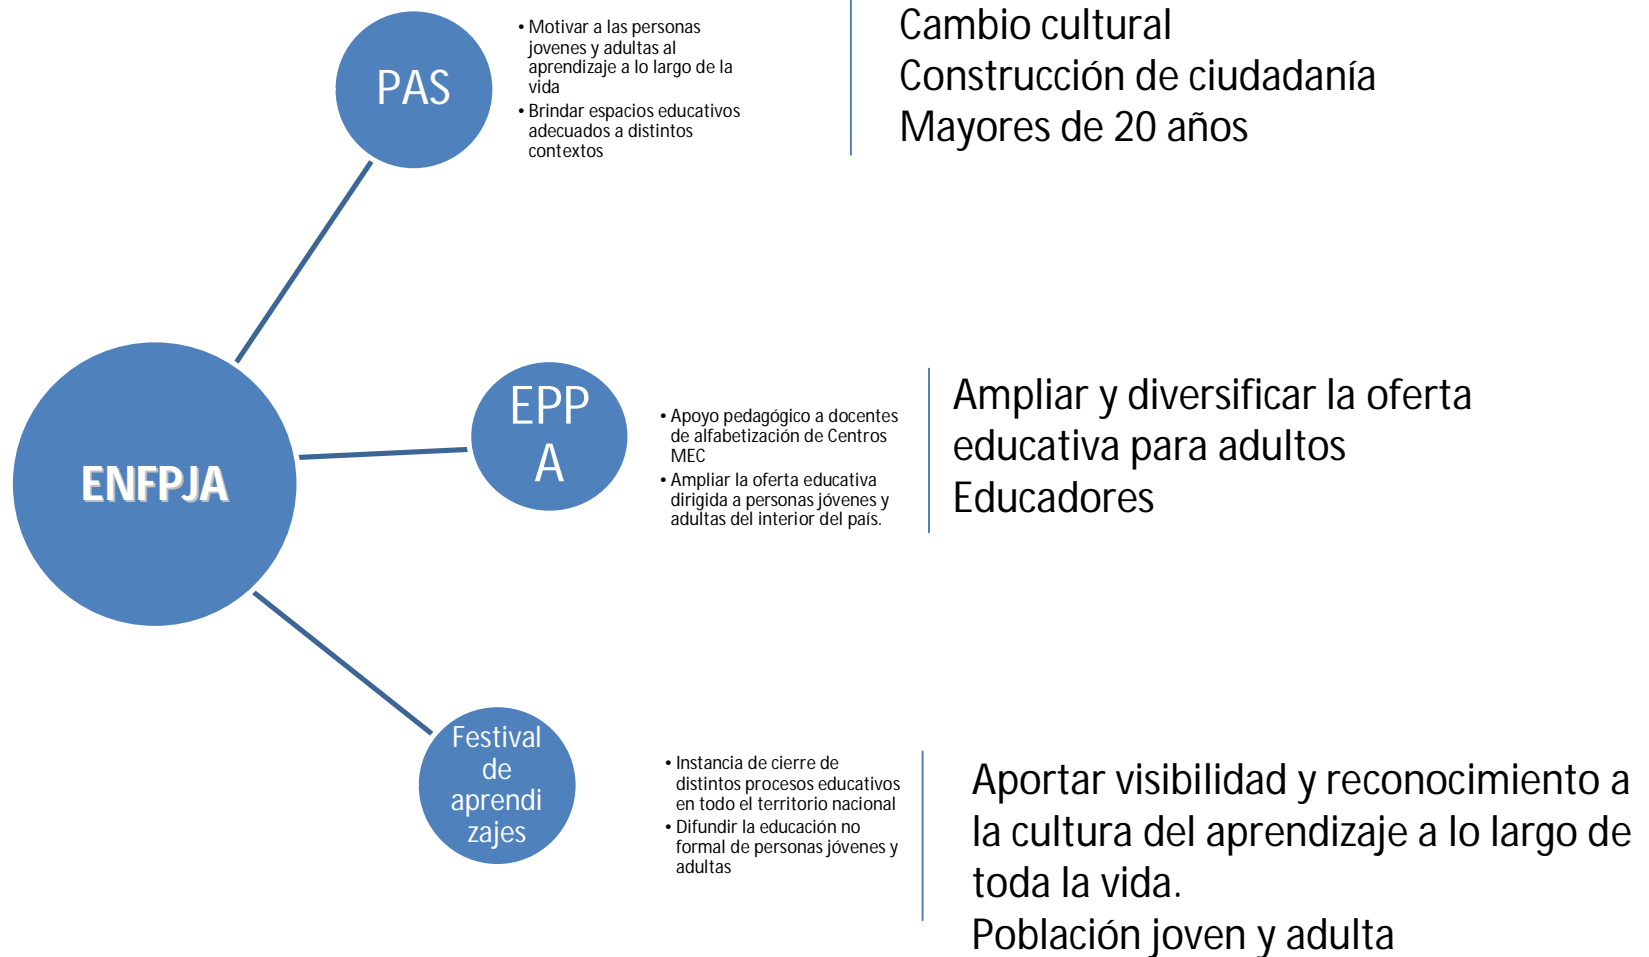 PAS
• Motivar a las personas
jovenes y adultas al
aprendizaje a lo largo de la
vida
• Brindar espacios educativos
adecuados a distintos
contextos
Cambio cultural
Construcción de ciudadanía
Mayores de 20 años
ENFPJA
EPP
A
• Apoyo pedagógico a docentes
de alfabetización de Centros
MEC
• Ampliar la oferta educativa
dirigida a personas jóvenes y
adultas del interior del país.
Ampliar y diversificar la oferta
educativa para adultos
Educadores
Festival
de
aprendi
zajes
• Instancia de cierre de
distintos procesos educativos
en todo el territorio nacional
• Difundir la educación no
formal de personas jóvenes y
adultas
Aportar visibilidad y reconocimiento a
la cultura del aprendizaje a lo largo de
toda la vida.
Población joven y adulta